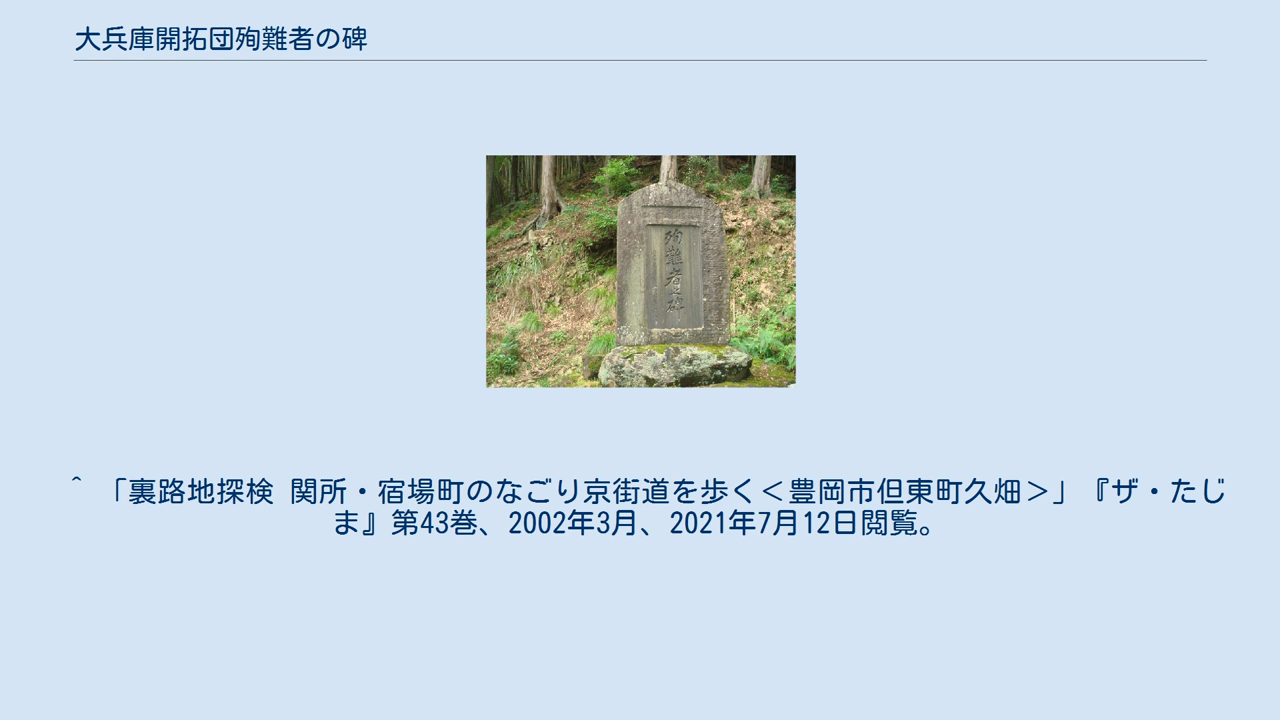 大兵庫開拓団殉難者の碑
殉難者之碑
^ 「裏路地探検 関所・宿場町のなごり京街道を歩く＜豊岡市但東町久畑＞」『ザ・たじ
ま』第43巻、2002年3月、2021年7月12日閲覧。